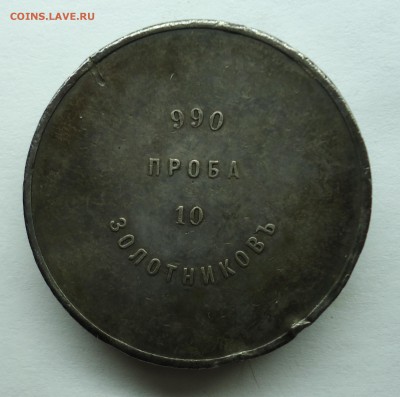 COINS.LAVE.RU
990
ПРОБА
10
ЗОЛОТНИКОВЪ